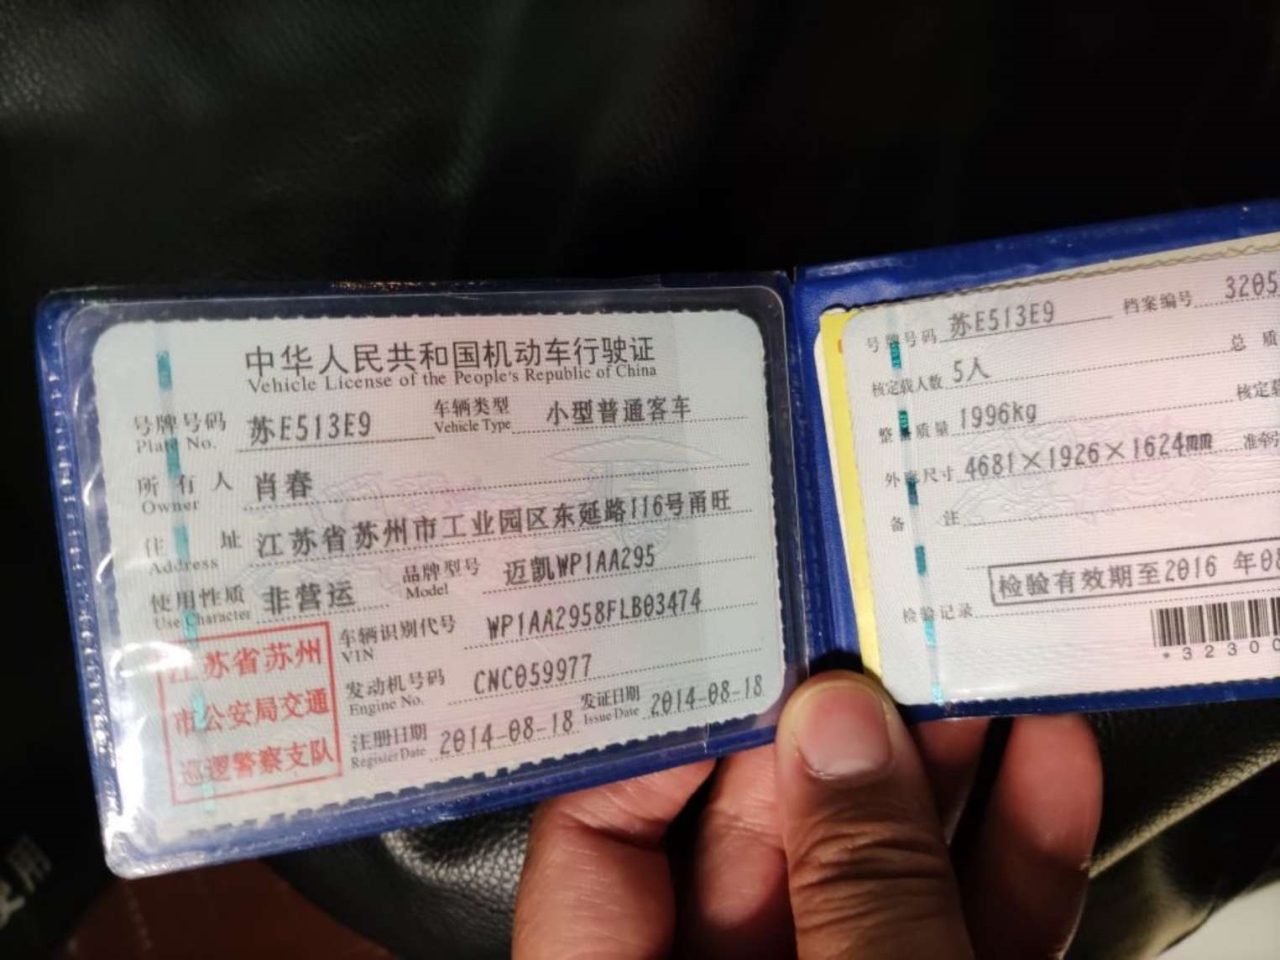 中华人民共和国机动车行驶证
Vehicle License of the People's Republic of China
号牌号码 苏E513E9 车辆类型 小型普通客车
Plate No. Vehicle Type
所有人 肖春
Owner
住址 江苏省苏州市工业园区东延路116号甬旺
Address
使用性质 非营运 品牌型号 迈凯WP1AA295
Use Character Model
车辆识别代号 WP1AA2958FLB03474
VIN
发动机号码 CNC059977
Engine No.
注册日期 2014-08-18 发证日期 2014-08-18
Register Date Issue Date
江苏省苏州
市公安局交通
巡逻警察支队
号牌号码 苏E513E9 档案编号 3205
核定载人数 5人 总质
整备质量 1996kg 核定载
外廓尺寸 4681×1926×1624mm 准牵
备注
检验有效期至2016 年08
检验记录
*32300